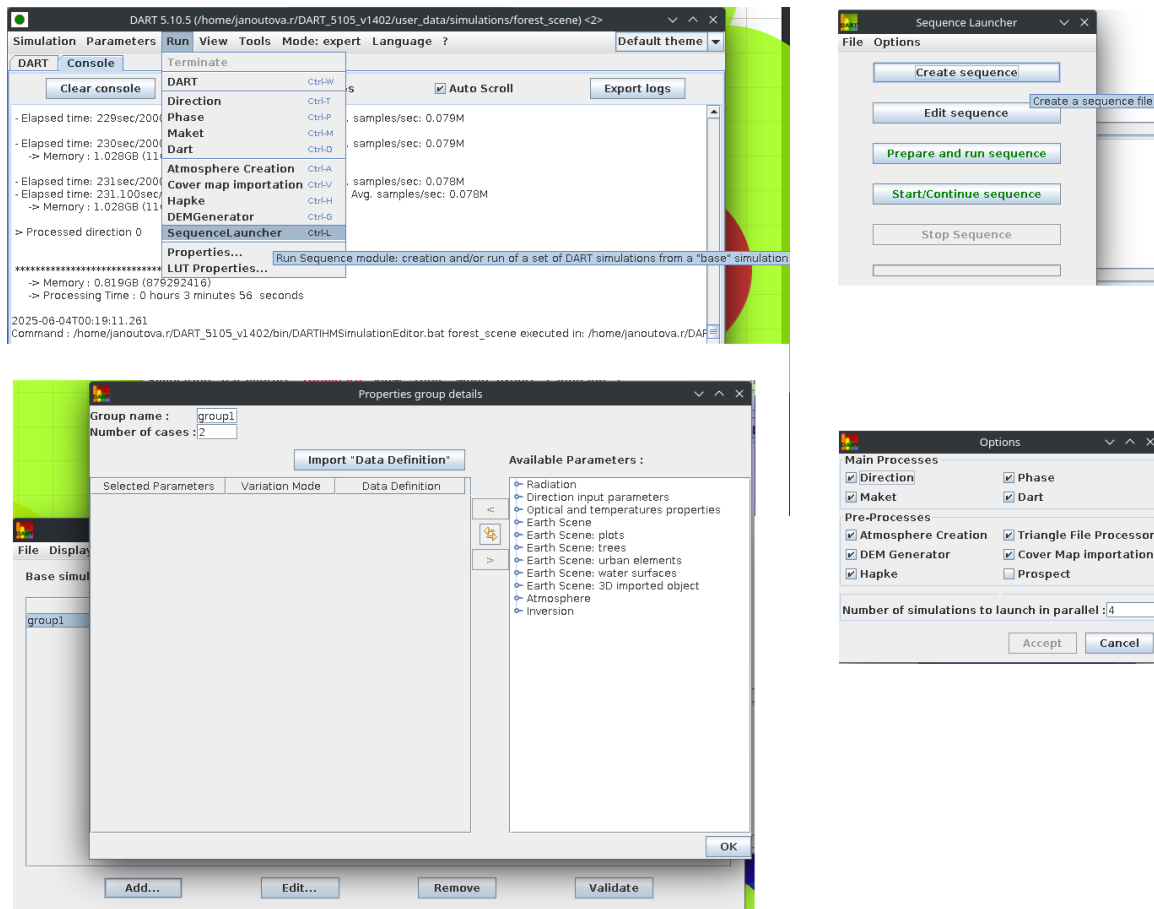 DART 5.10.5 (/home/janoutova.r/DART_5105_v1402/user_data/simulations/forest_scene) <2>
Simulation Parameters Run View Tools Mode: expert Language ? Default theme
DART Console
Terminate
Clear console
Auto Scroll
Export logs
DART Ctrl-W
Direction Ctrl-T
Phase Ctrl-P
Maket Ctrl-M
Dart Ctrl-D
Atmosphere Creation Ctrl-A
Cover map importation Ctrl-V
Hapke Ctrl-H
DEMGenerator Ctrl-G
SequenceLauncher Ctrl-L
Properties...
LUT Properties...
Run Sequence module: creation and/or run of a set of DART simulations from a "base" simulation
- Elapsed time: 229sec/200 . samples/sec: 0.079M
- Elapsed time: 230sec/200 . samples/sec: 0.079M
-> Memory : 1.028GB (11
- Elapsed time: 231sec/200 . samples/sec: 0.078M
- Elapsed time: 231.100sec/ Avg. samples/sec: 0.078M
-> Memory : 1.028GB (11
> Processed direction 0
-> Memory : 0.819GB (879292416)
-> Processing Time : 0 hours 3 minutes 56 seconds
2025-06-04T00:19:11.261
Command : /home/janoutova.r/DART_5105_v1402/bin/DARTIHMSimulationEditor.bat forest_scene executed in: /home/janoutova.r/DAR
Sequence Launcher
File Options
Create sequence
Create a sequence file
Edit sequence
Prepare and run sequence
Start/Continue sequence
Stop Sequence
Properties group details
Group name : group1
Number of cases : 2
Import "Data Definition"
Available Parameters :
Selected Parameters Variation Mode Data Definition
<
>
Radiation
Direction input parameters
Optical and temperatures properties
Earth Scene
Earth Scene: plots
Earth Scene: trees
Earth Scene: urban elements
Earth Scene: water surfaces
Earth Scene: 3D imported object
Atmosphere
Inversion
OK
File Display
Base simul
group1
Add... Edit... Remove Validate
Options
Main Processes
Direction Phase
Maket Dart
Pre-Processes
Atmosphere Creation Triangle File Processor
DEM Generator Cover Map importation
Hapke Prospect
Number of simulations to launch in parallel : 4
Accept Cancel